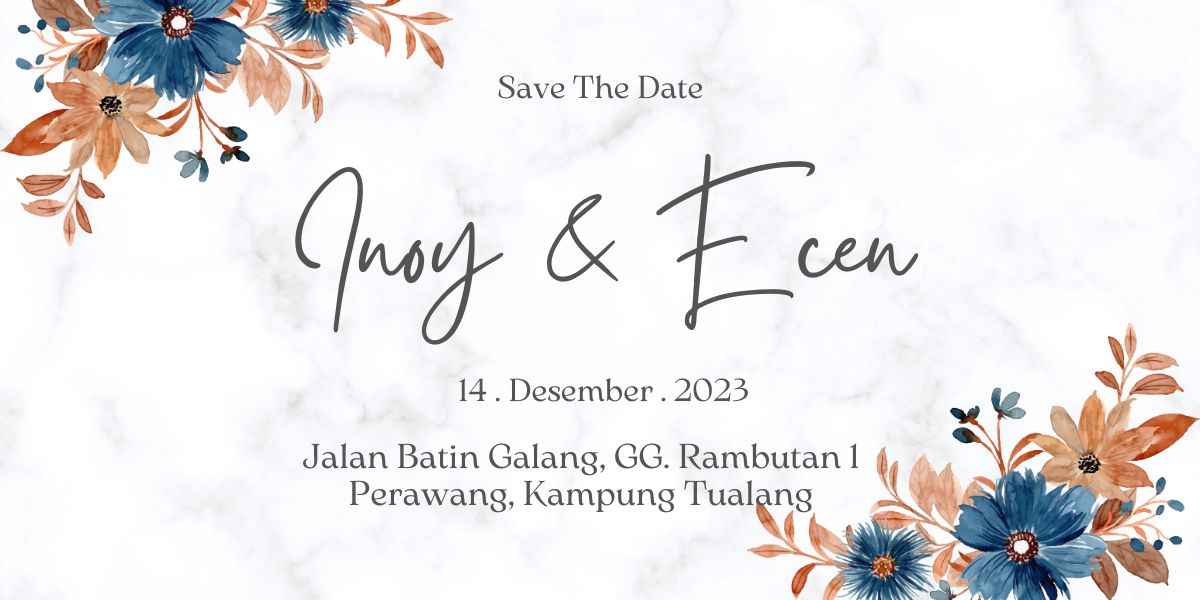 Save The Date
Inoy & Ecen
14 . Desember . 2023
Jalan Batin Galang, GG. Rambutan 1
Perawang, Kampung Tualang